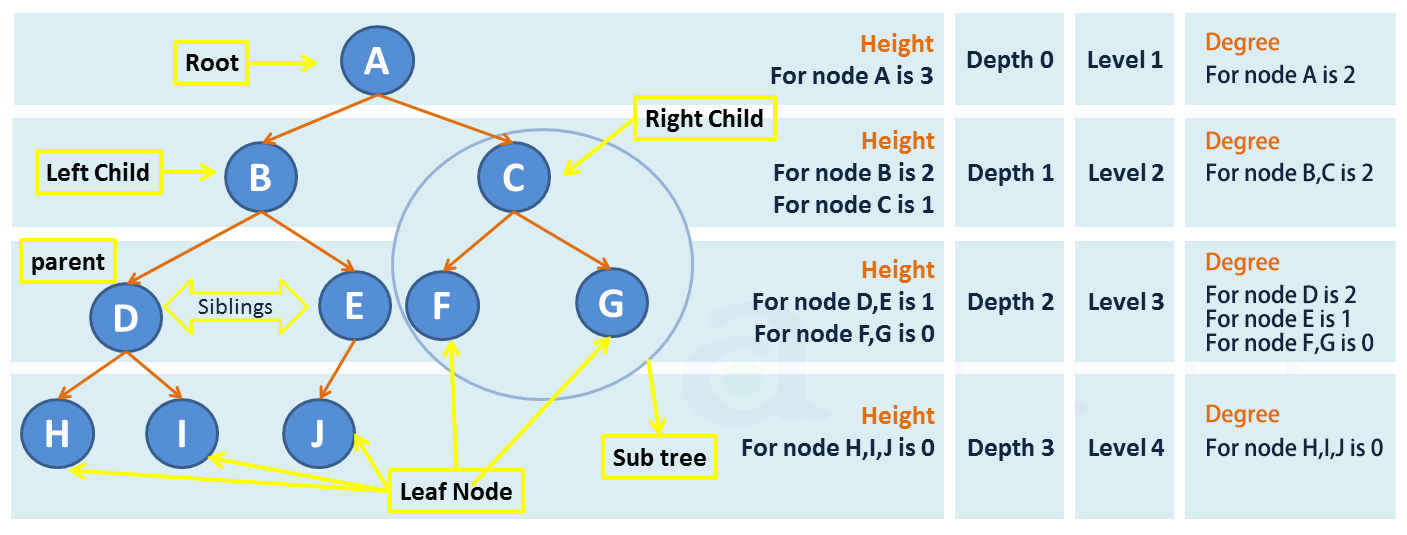 Root
A
Height
For node A is 3
Depth 0
Level 1
Degree
For node A is 2
Right Child
Left Child
B
C
Height
For node B is 2
For node C is 1
Depth 1
Level 2
Degree
For node B,C is 2
parent
D
Siblings
E
F
G
Height
For node D,E is 1
For node F,G is 0
Depth 2
Level 3
Degree
For node D is 2
For node E is 1
For node F,G is 0
H
I
J
Leaf Node
Sub tree
Height
For node H,I,J is 0
Depth 3
Level 4
Degree
For node H,I,J is 0